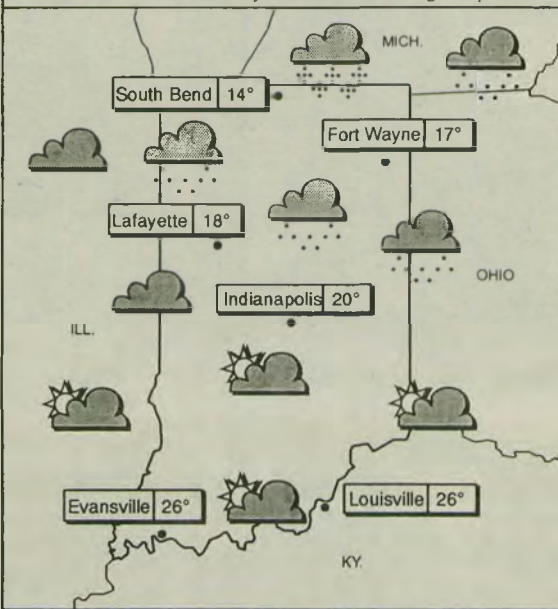 MICH.
South Bend 14°
Fort Wayne 17°
Lafayette 18°
OHIO
Indianapolis 20°
ILL.
Evansville 26°
Louisville 26°
KY.